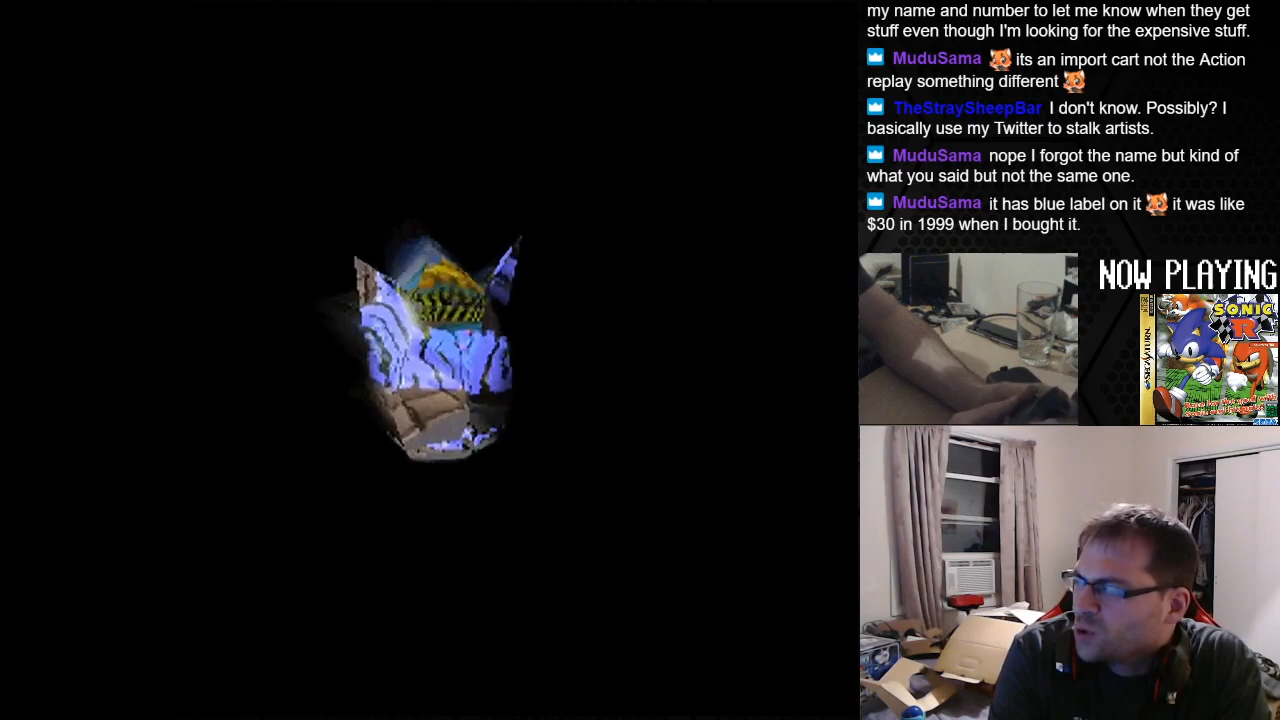 my name and number to let me know when they get
stuff even though I'm looking for the expensive stuff.
MuduSama its an import cart not the Action
replay something different
TheStraySheepBar I don't know. Possibly? I
basically use my Twitter to stalk artists.
MuduSama nope I forgot the name but kind of
what you said but not the same one.
MuduSama it has blue label on it it was like
$30 in 1999 when I bought it.
NOW PLAYING
SONIC
R
SEGA SATURN
SEGA